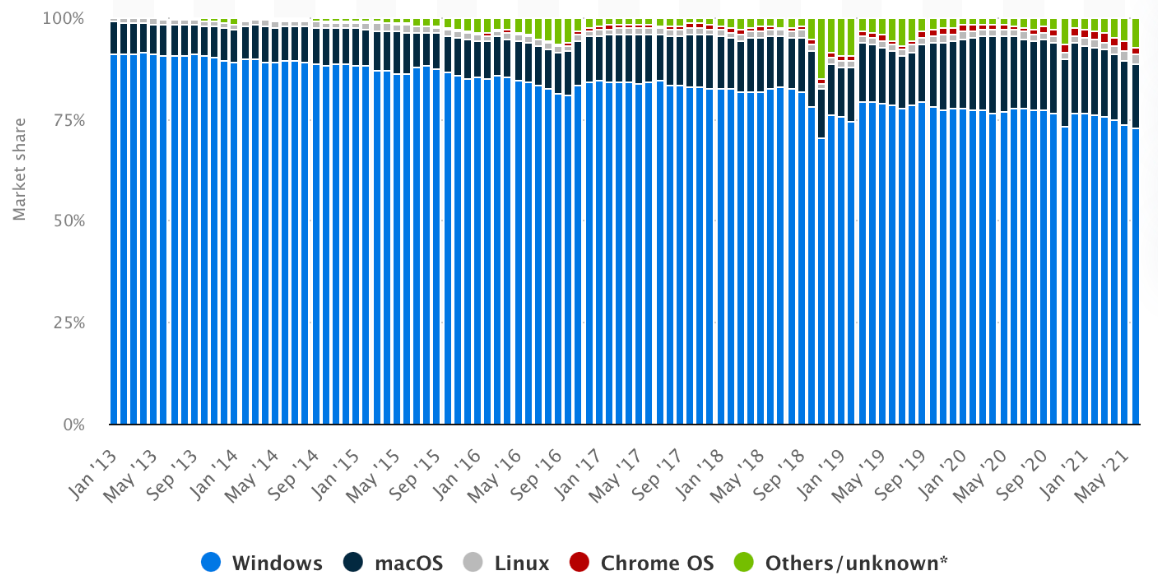 100%
75%
50%
25%
0%
Market share
Jan '13
May '13
Sep '13
Jan '14
May '14
Sep '14
Jan '15
May '15
Sep '15
Jan '16
May '16
Sep '16
Jan '17
May '17
Sep '17
Jan '18
May '18
Sep '18
Jan '19
May '19
Sep '19
Jan '20
May '20
Sep '20
Jan '21
May '21
Windows macOS Linux Chrome OS Others/unknown*